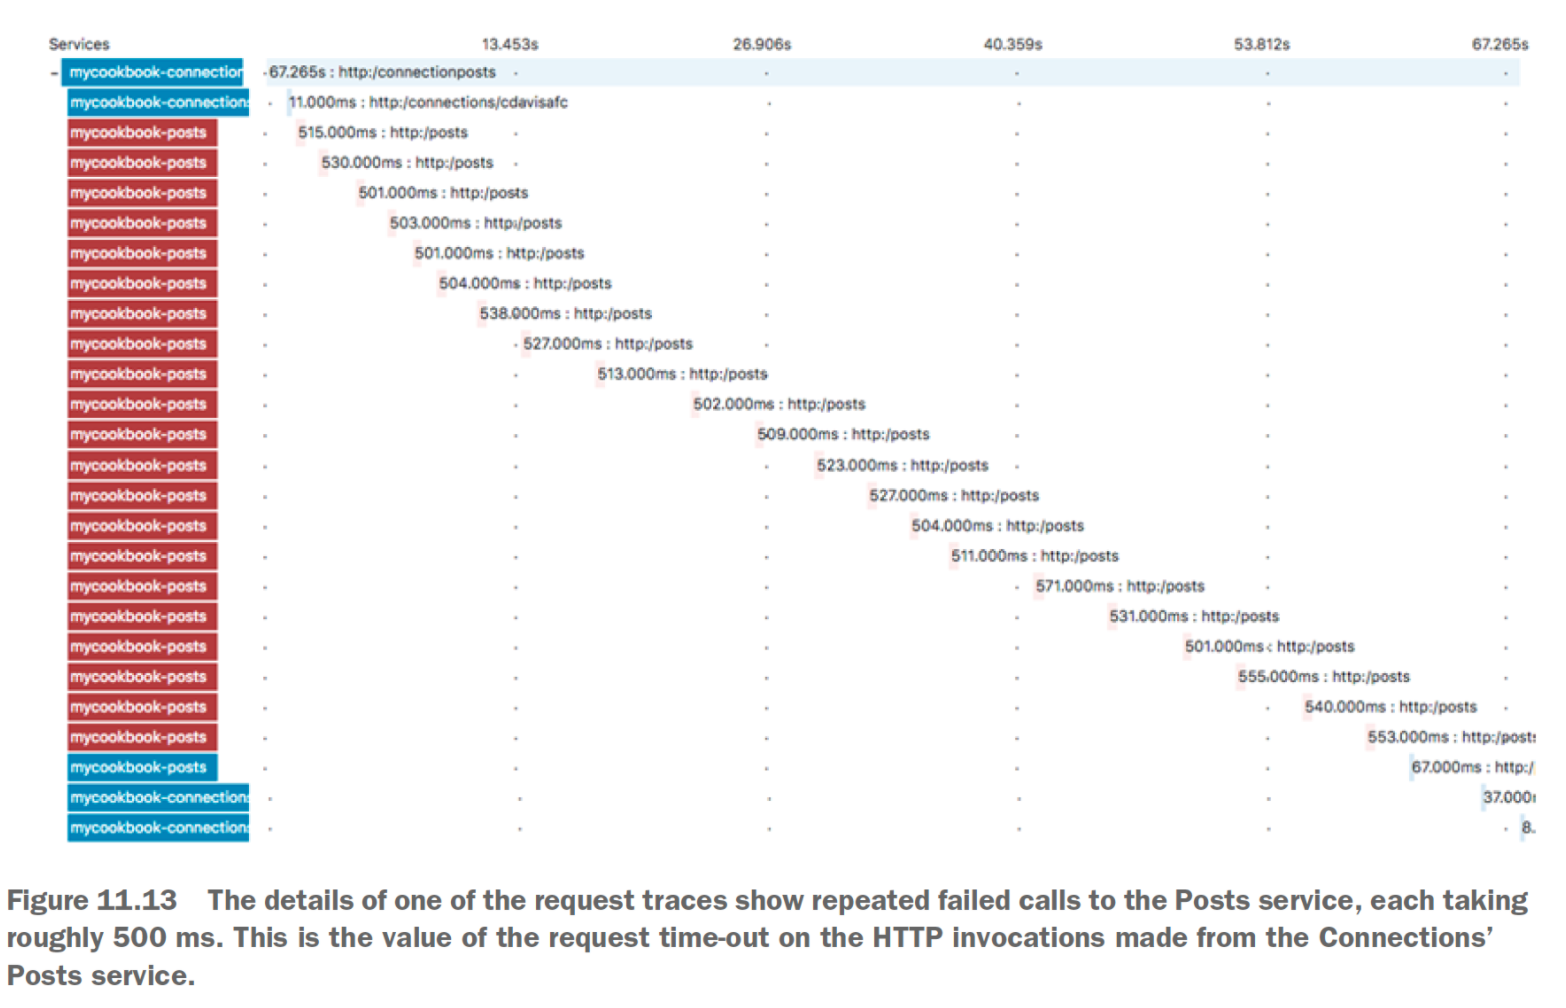 Services 13.453s 26.906s 40.359s 53.812s 67.265s
mycookbook-connection 67.265s : http:/connectionposts
mycookbook-connections 11.000ms : http:/connections/cdavisafc
mycookbook-posts 515.000ms : http:/posts
mycookbook-posts 530.000ms : http:/posts
mycookbook-posts 501.000ms : http:/posts
mycookbook-posts 503.000ms : http:/posts
mycookbook-posts 501.000ms : http:/posts
mycookbook-posts 504.000ms : http:/posts
mycookbook-posts 538.000ms : http:/posts
mycookbook-posts 527.000ms : http:/posts
mycookbook-posts 513.000ms : http:/posts
mycookbook-posts 502.000ms : http:/posts
mycookbook-posts 509.000ms : http:/posts
mycookbook-posts 523.000ms : http:/posts
mycookbook-posts 527.000ms : http:/posts
mycookbook-posts 504.000ms : http:/posts
mycookbook-posts 511.000ms : http:/posts
mycookbook-posts 571.000ms : http:/posts
mycookbook-posts 531.000ms : http:/posts
mycookbook-posts 501.000ms : http:/posts
mycookbook-posts 555.000ms : http:/posts
mycookbook-posts 540.000ms : http:/posts
mycookbook-posts 553.000ms : http:/posts
mycookbook-posts 67.000ms : http:/
mycookbook-connections 37.000
mycookbook-connections 8.
Figure 11.13 The details of one of the request traces show repeated failed calls to the Posts service, each taking
roughly 500 ms. This is the value of the request time-out on the HTTP invocations made from the Connections’
Posts service.